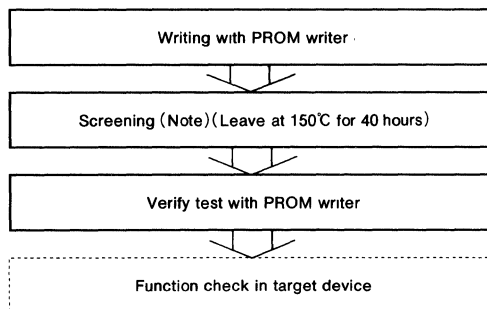 Writing with PROM writer
Screening (Note) (Leave at 150℃ for 40 hours)
Verify test with PROM writer
Function check in target device